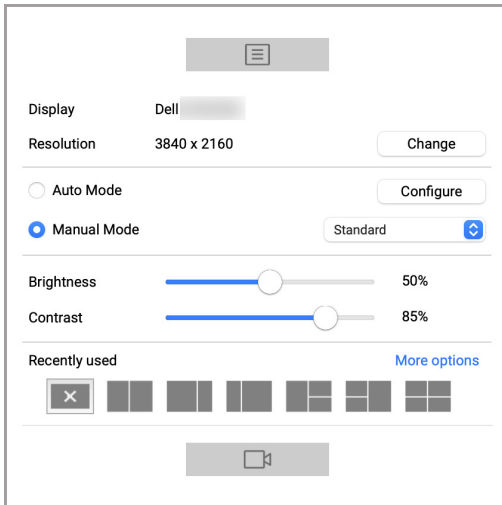 Display Dell
Resolution 3840 x 2160 Change
Auto Mode Configure
Manual Mode Standard
Brightness 50%
Contrast 85%
Recently used More options